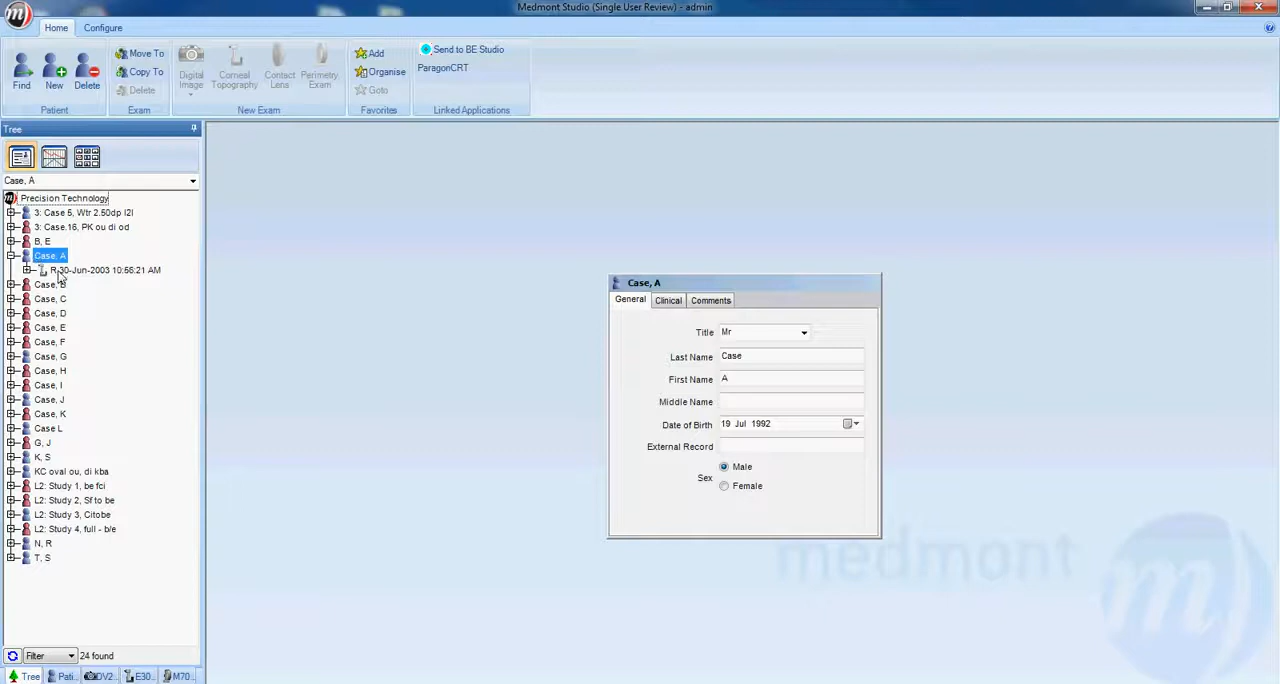 Medmont Studio (Single User Review) - admin
Home
Configure
Find
New
Delete
Patient
Move To
Copy To
Delete
Exam
Digital Image
Corneal Topography
Contact Lens
Perimetry Exam
New Exam
Add
Organise
Goto
Favorites
Send to BE Studio
ParagonCRT
Linked Applications
Tree
Case, A
Precision Technology
3: Case 5, Wtr 2.50dp l2l
3: Case.16, PK ou di od
B, E
Case, A
R 30-Jun-2003 10:56:21 AM
Case, B
Case, C
Case, D
Case, E
Case, F
Case, G
Case, H
Case, I
Case, J
Case, K
Case L
G, J
K, S
KC oval ou, di kba
L2: Study 1, be fci
L2: Study 2, Sf to be
L2: Study 3, Citobe
L2: Study 4, full - b/e
N, R
T, S
Filter
24 found
Tree
Pati...
DV2...
E30...
M70...
Case, A
General
Clinical
Comments
Title
Mr
Last Name
Case
First Name
A
Middle Name
Date of Birth
19 Jul 1992
External Record
Sex
Male
Female
medmont
m